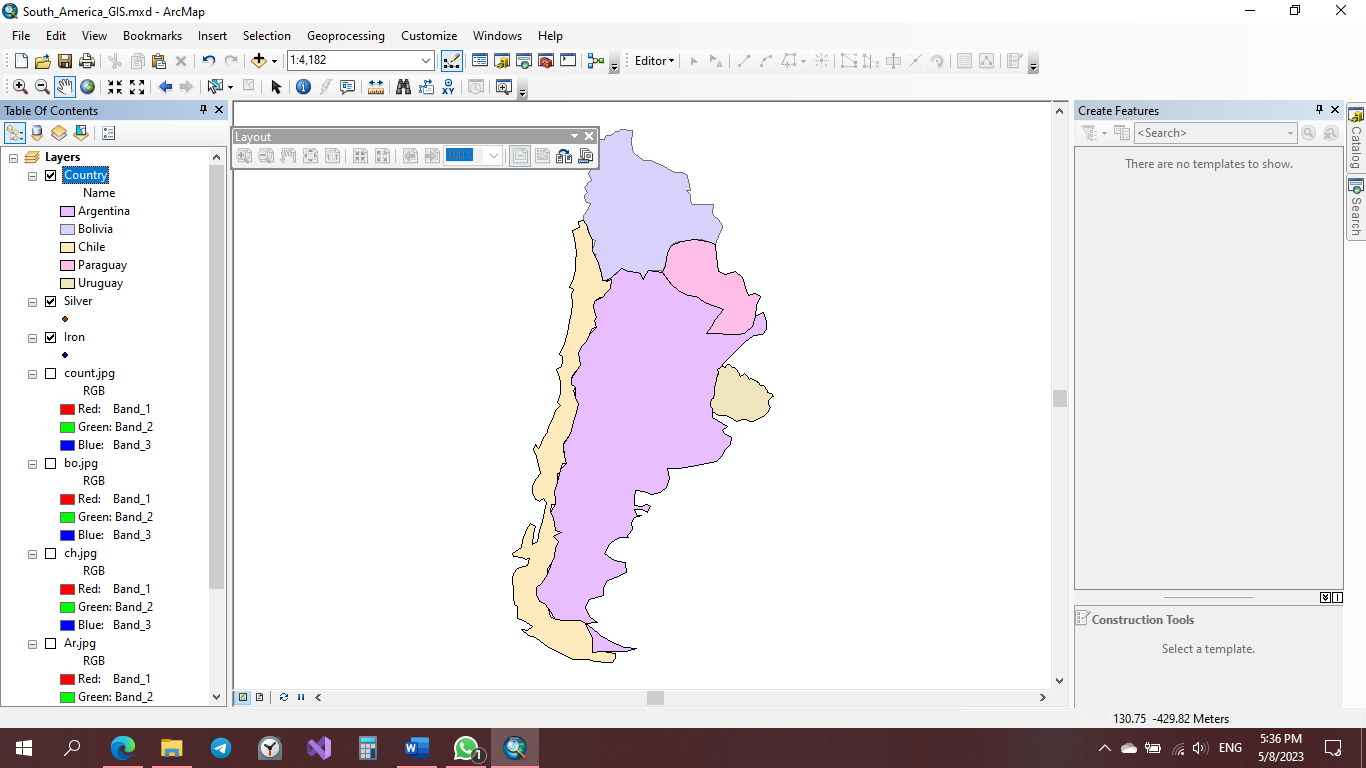 South_America_GIS.mxd - ArcMap
File Edit View Bookmarks Insert Selection Geoprocessing Customize Windows Help
1:4,182
Editor
Table Of Contents
Layers
Country
Name
Argentina
Bolivia
Chile
Paraguay
Uruguay
Silver
Iron
count.jpg
RGB
Red: Band_1
Green: Band_2
Blue: Band_3
bo.jpg
RGB
Red: Band_1
Green: Band_2
Blue: Band_3
ch.jpg
RGB
Red: Band_1
Green: Band_2
Blue: Band_3
Ar.jpg
RGB
Red: Band_1
Green: Band_2
Layout
100%
Create Features
<Search>
There are no templates to show.
Construction Tools
Select a template.
Catalog
Search
130.75 -429.82 Meters
1
ENG
5:36 PM
5/8/2023